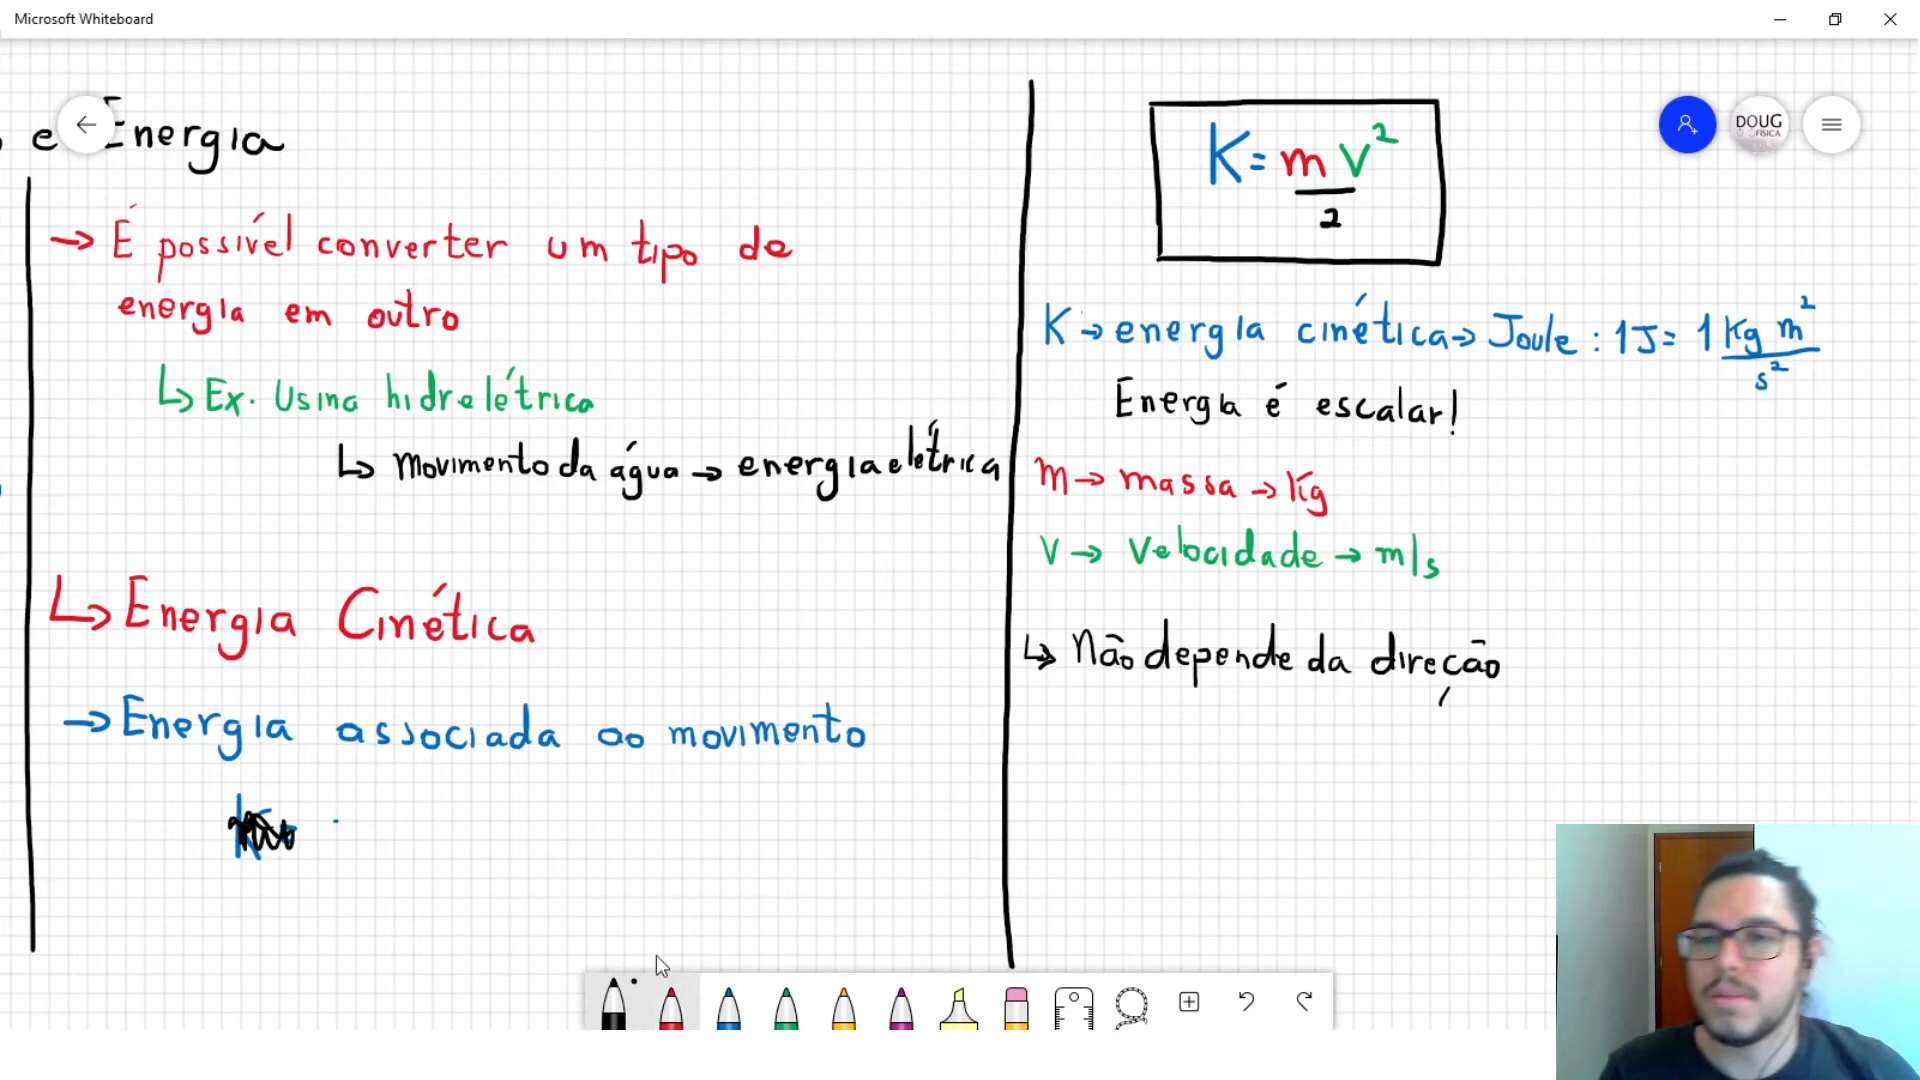 Microsoft Whiteboard
e Energia
→ É possível converter um tipo de
energia em outro
↳ Ex. Usina hidrelétrica
↳ Movimento da água → energia elétrica
↳ Energia Cinética
→ Energia associada ao movimento
K = m v²
2
K → energia cinética → Joule : 1J = 1 Kg m²
s²
Energia é escalar!
m → massa → Kg
V → Velocidade → m/s
↳ Não depende da direção
DOUG
FÍSICA